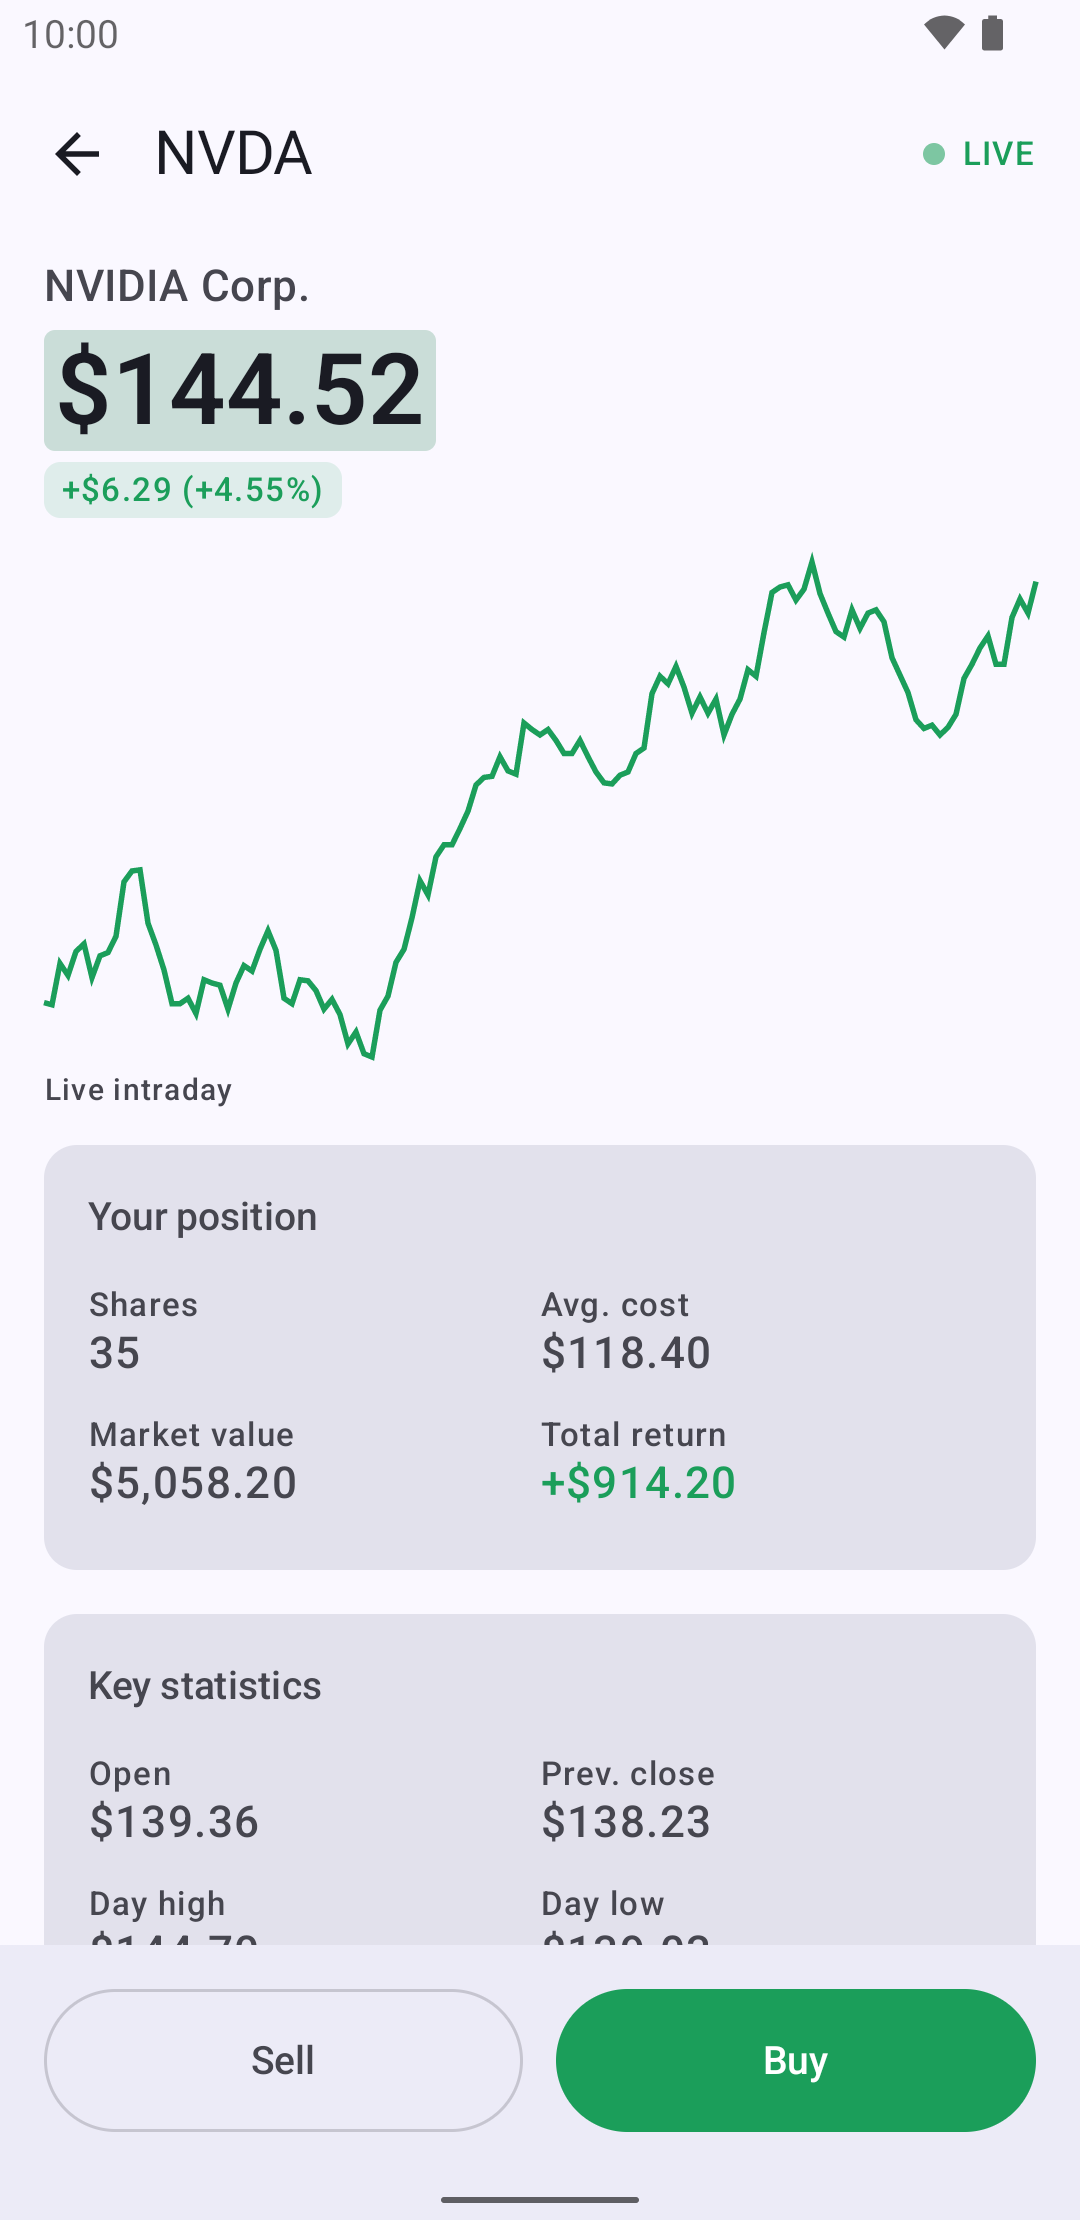 10:00
NVDA
LIVE
NVIDIA Corp.
$144.52
+$6.29 (+4.55%)
Live intraday
Your position
Shares
Avg. cost
35
$118.40
Market value
Total return
$5,058.20
+$914.20
Key statistics
Open
Prev. close
$139.36
$138.23
Day high
Day low
Sell
Buy